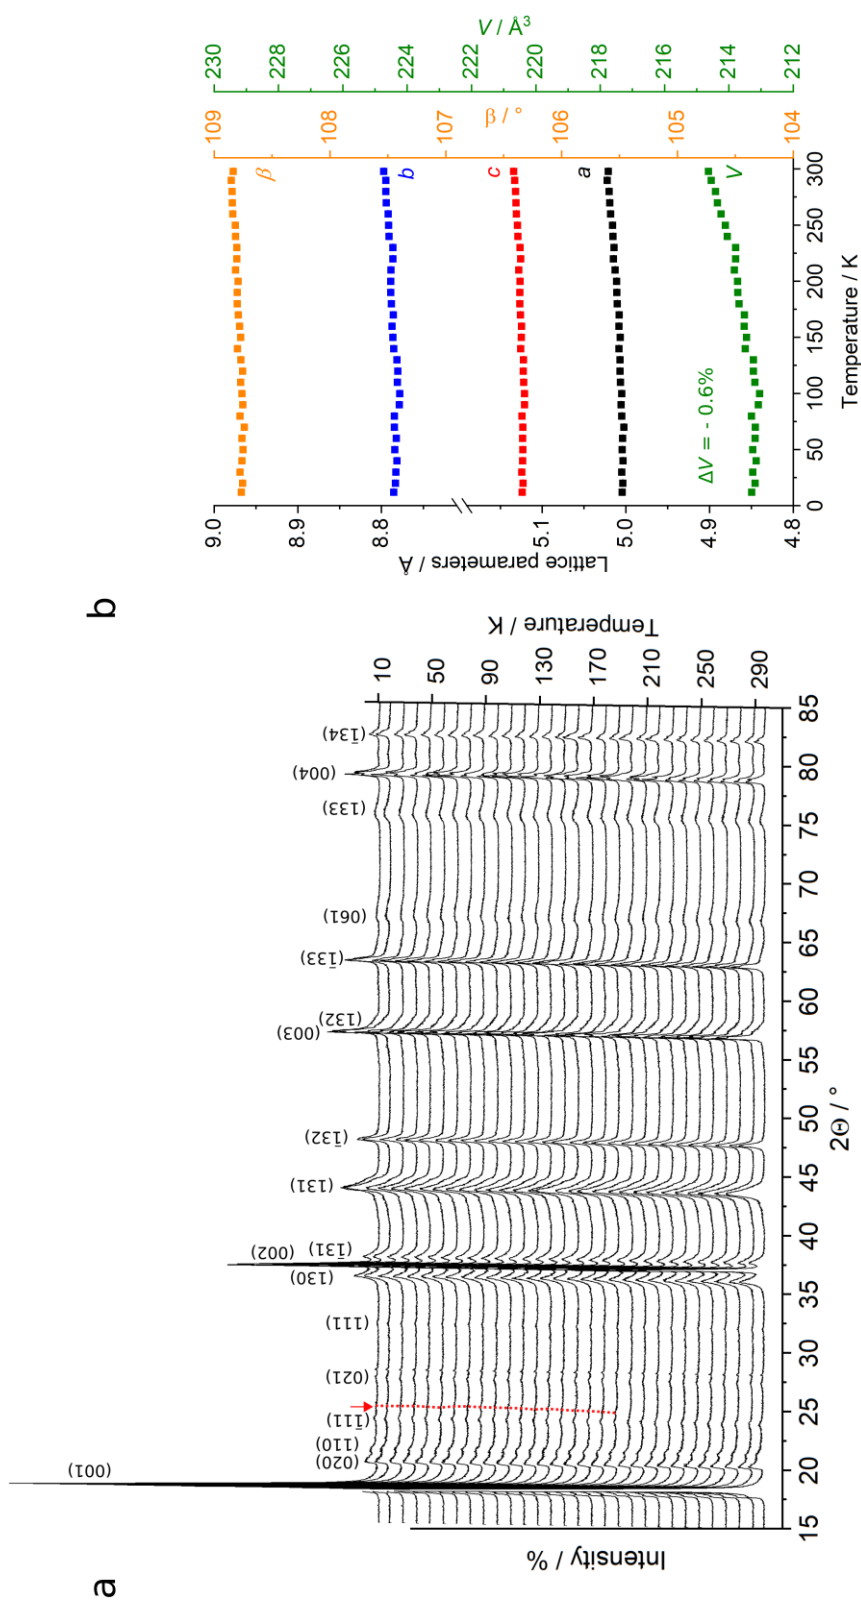 a
Intensity / %
(001)
(020)
(110)
(1̄11)
(021)
(111)
(130)
(002)
(1̄31)
(131)
(1̄32)
(003)
(132)
(1̄33)
(061)
(133)
(004)
(1̄34)
15 20 25 30 35 40 45 50 55 60 65 70 75 80 85
2Θ / °
10
50
90
130
170
210
250
290
Temperature / K
b
Lattice parameters / Å
9.0
8.9
8.8
5.1
5.0
4.9
4.8
β
b
c
a
V
ΔV = - 0.6%
0 50 100 150 200 250 300
Temperature / K
109
108
107
106
105
104
β / °
230
228
226
224
222
220
218
216
214
212
V / Å³